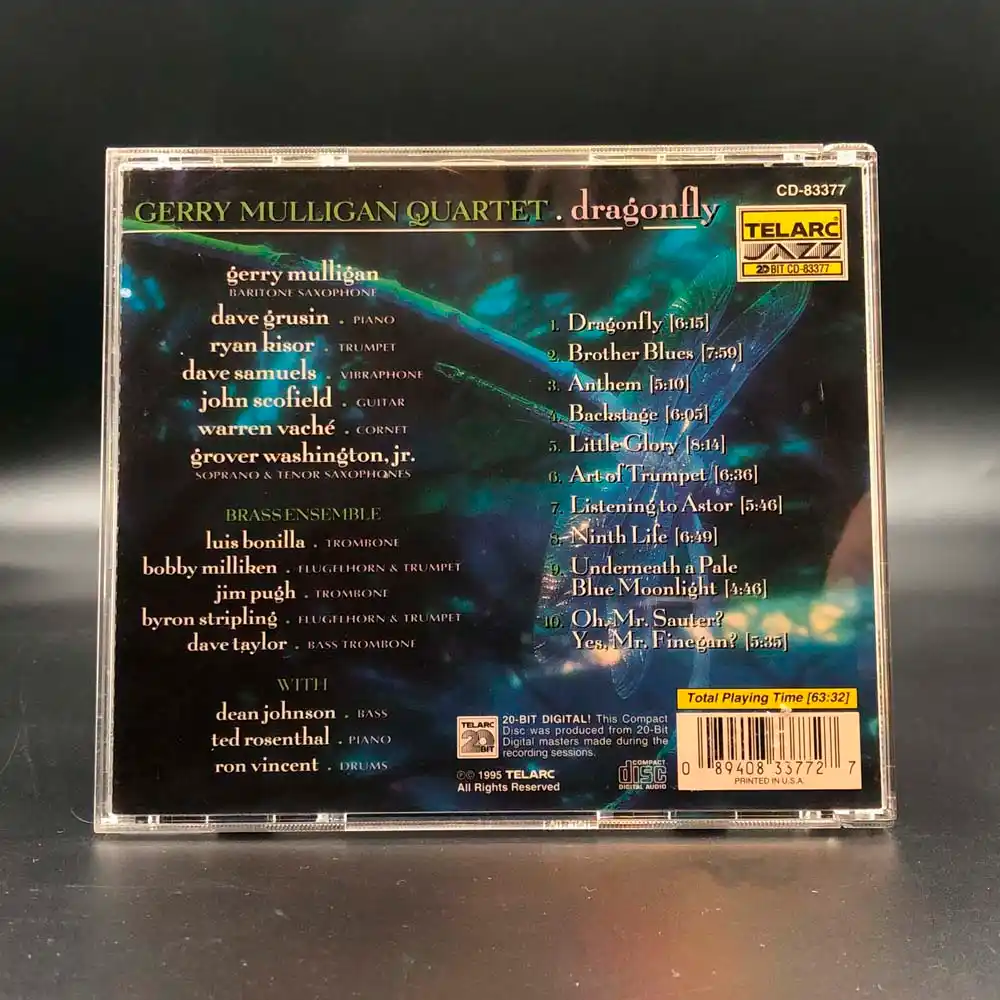 CD-83377
GERRY MULLIGAN QUARTET . dragonfly
TELARC
JAZZ
20 BIT CD-83377
gerry mulligan
BARITONE SAXOPHONE
dave grusin . PIANO
ryan kisor . TRUMPET
dave samuels . VIBRAPHONE
john scofield . GUITAR
warren vaché . CORNET
grover washington, jr.
SOPRANO & TENOR SAXOPHONES
BRASS ENSEMBLE
luis bonilla . TROMBONE
bobby milliken . FLUGELHORN & TRUMPET
jim pugh . TROMBONE
byron stripling . FLUGELHORN & TRUMPET
dave taylor . BASS TROMBONE
WITH
dean johnson . BASS
ted rosenthal . PIANO
ron vincent . DRUMS
1. Dragonfly [6:15]
2. Brother Blues [7:59]
3. Anthem [5:10]
4. Backstage [6:05]
5. Little Glory [8:14]
6. Art of Trumpet [6:36]
7. Listening to Astor [5:46]
8. Ninth Life [6:49]
9. Underneath a Pale
Blue Moonlight [4:46]
10. Oh, Mr. Sauter?
Yes, Mr. Finegan? [5:35]
Total Playing Time [63:32]
TELARC
20 BIT
20-BIT DIGITAL! This Compact
Disc was produced from 20-Bit
Digital masters made during the
recording sessions.
℗© 1995 TELARC
All Rights Reserved
COMPACT
disc
DIGITAL AUDIO
0 89408 33772 7
PRINTED IN U.S.A.